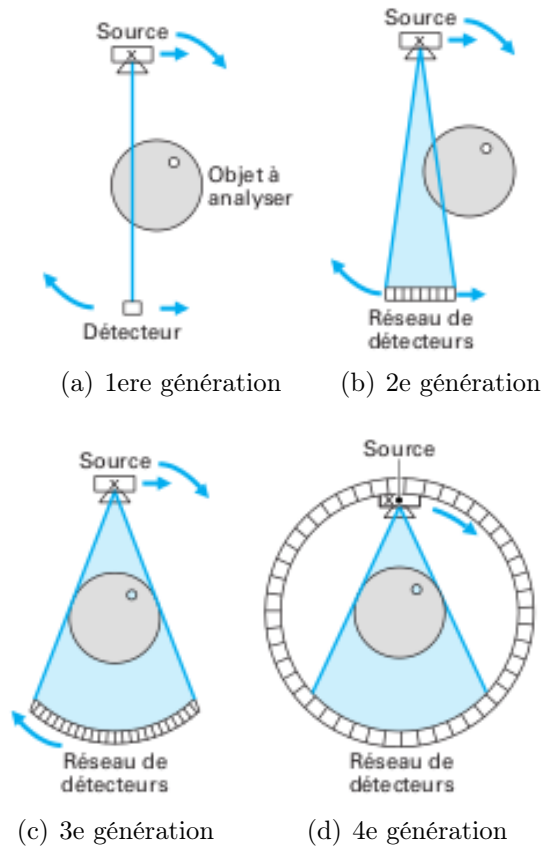 Source
Objet à
analyser
Détecteur
(a) 1ere génération
Source
Réseau de
détecteurs
(b) 2e génération
Source
Réseau de
détecteurs
(c) 3e génération
Source
Réseau de
détecteurs
(d) 4e génération